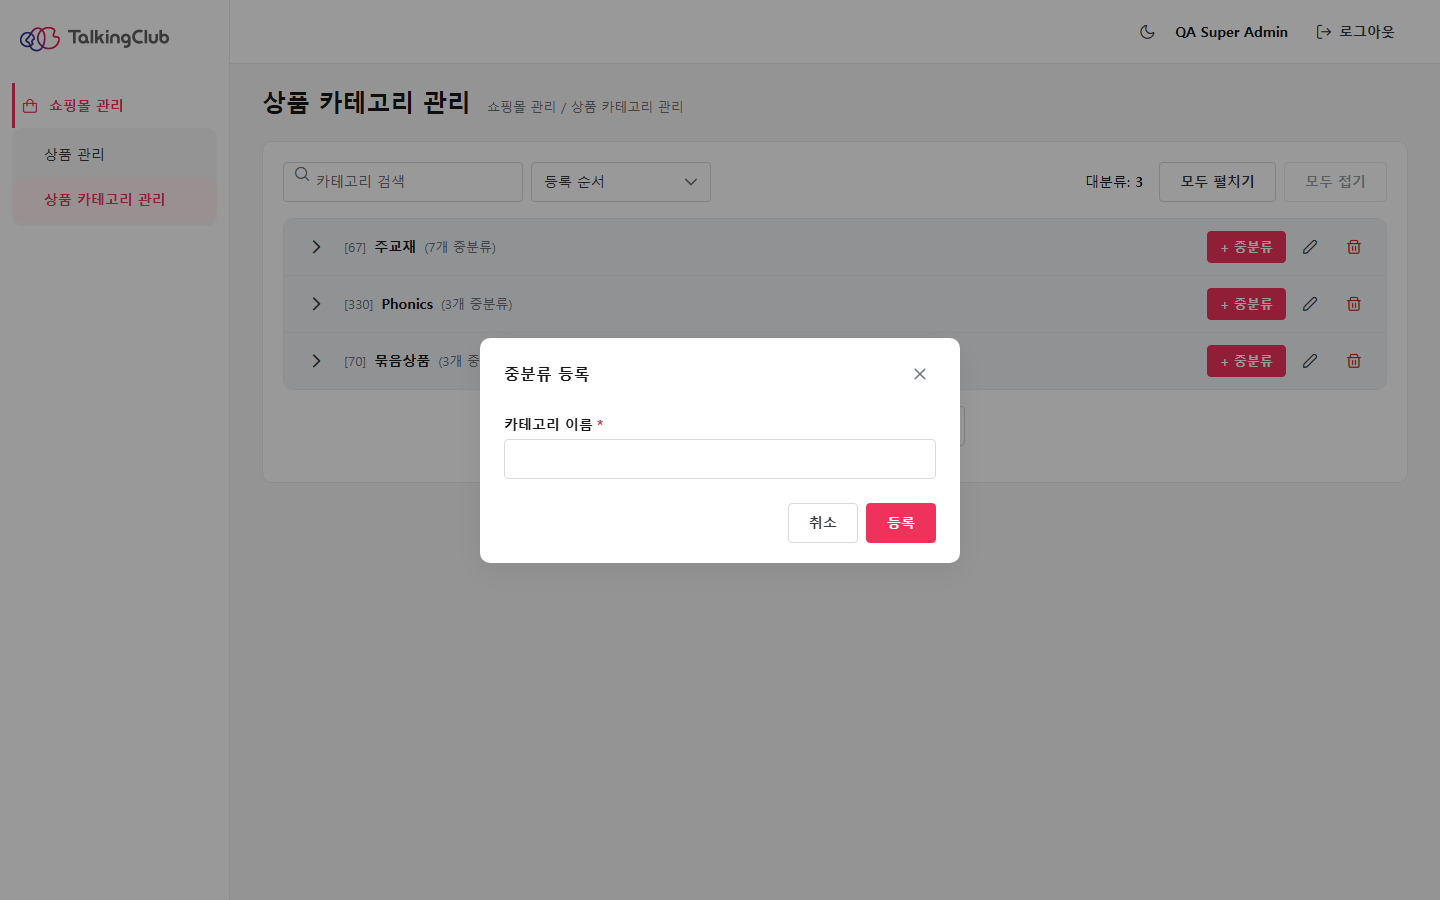 TalkingClub
QA Super Admin
로그아웃
쇼핑몰 관리
상품 관리
상품 카테고리 관리
상품 카테고리 관리
쇼핑몰 관리 / 상품 카테고리 관리
카테고리 검색
등록 순서
대분류: 3
모두 펼치기
모두 접기
[67] 주교재 (7개 중분류)
+ 중분류
[330] Phonics (3개 중분류)
+ 중분류
[70] 묶음상품 (3개 중
+ 중분류
중분류 등록
카테고리 이름 *
취소
등록